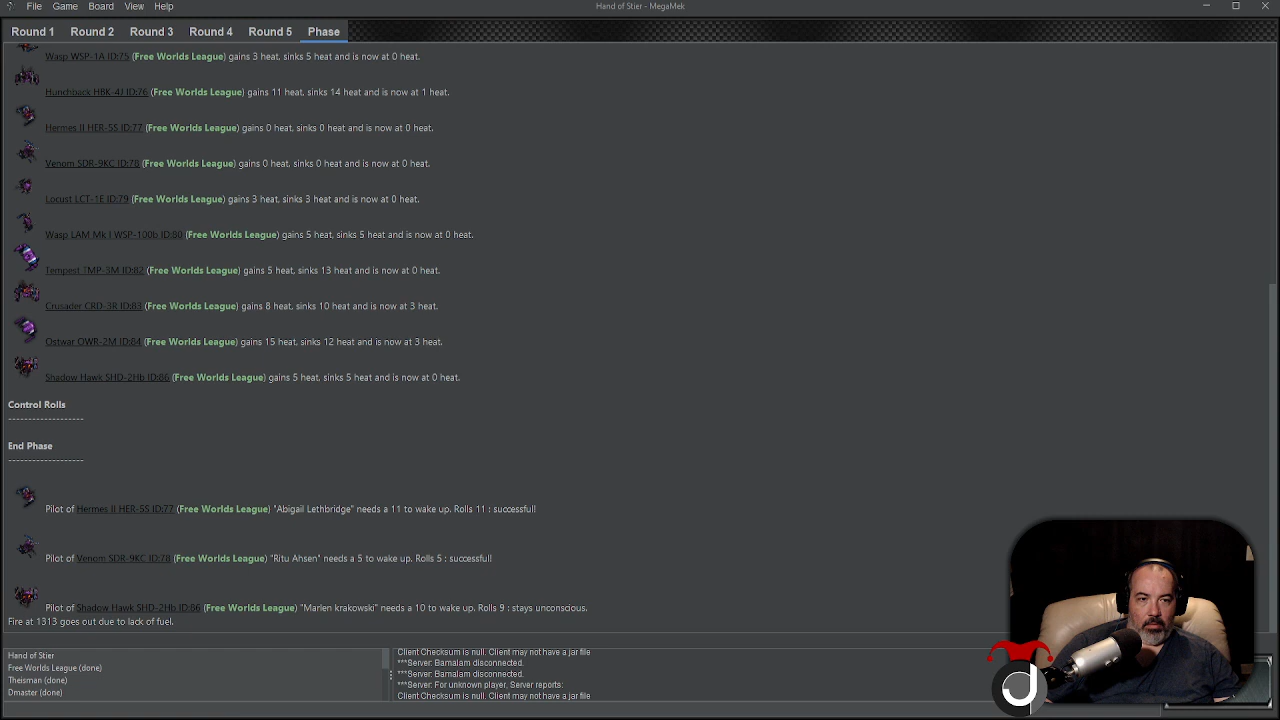 File Game Board View Help
Hand of Stier - MegaMek
Round 1 Round 2 Round 3 Round 4 Round 5 Phase
Wasp WSP-1A ID:75 (Free Worlds League) gains 3 heat, sinks 5 heat and is now at 0 heat.
Hunchback HBK-4J ID:76 (Free Worlds League) gains 11 heat, sinks 14 heat and is now at 1 heat.
Hermes II HER-5S ID:77 (Free Worlds League) gains 0 heat, sinks 0 heat and is now at 0 heat.
Venom SDR-9KC ID:78 (Free Worlds League) gains 0 heat, sinks 0 heat and is now at 0 heat.
Locust LCT-1E ID:79 (Free Worlds League) gains 3 heat, sinks 3 heat and is now at 0 heat.
Wasp LAM Mk I WSP-100b ID:80 (Free Worlds League) gains 5 heat, sinks 5 heat and is now at 0 heat.
Tempest TMP-3M ID:82 (Free Worlds League) gains 5 heat, sinks 13 heat and is now at 0 heat.
Crusader CRD-3R ID:83 (Free Worlds League) gains 8 heat, sinks 10 heat and is now at 3 heat.
Ostwar OWR-2M ID:84 (Free Worlds League) gains 15 heat, sinks 12 heat and is now at 3 heat.
Shadow Hawk SHD-2Hb ID:86 (Free Worlds League) gains 5 heat, sinks 5 heat and is now at 0 heat.
Control Rolls
-------------------
End Phase
-------------------
Pilot of Hermes II HER-5S ID:77 (Free Worlds League) "Abigail Lethbridge" needs a 11 to wake up. Rolls 11 : successful!
Pilot of Venom SDR-9KC ID:78 (Free Worlds League) "Ritu Ahsen" needs a 5 to wake up. Rolls 5 : successful!
Pilot of Shadow Hawk SHD-2Hb ID:86 (Free Worlds League) "Marlen krakowski" needs a 10 to wake up. Rolls 9 : stays unconscious.
Fire at 1313 goes out due to lack of fuel.
Hand of Stier
Free Worlds League (done)
Theisman (done)
Dmaster (done)
Client Checksum is null. Client may not have a jar file
***Server: Barnalam disconnected.
***Server: Barnalam disconnected.
***Server: For unknown player, Server reports:
Client Checksum is null. Client may not have a jar file